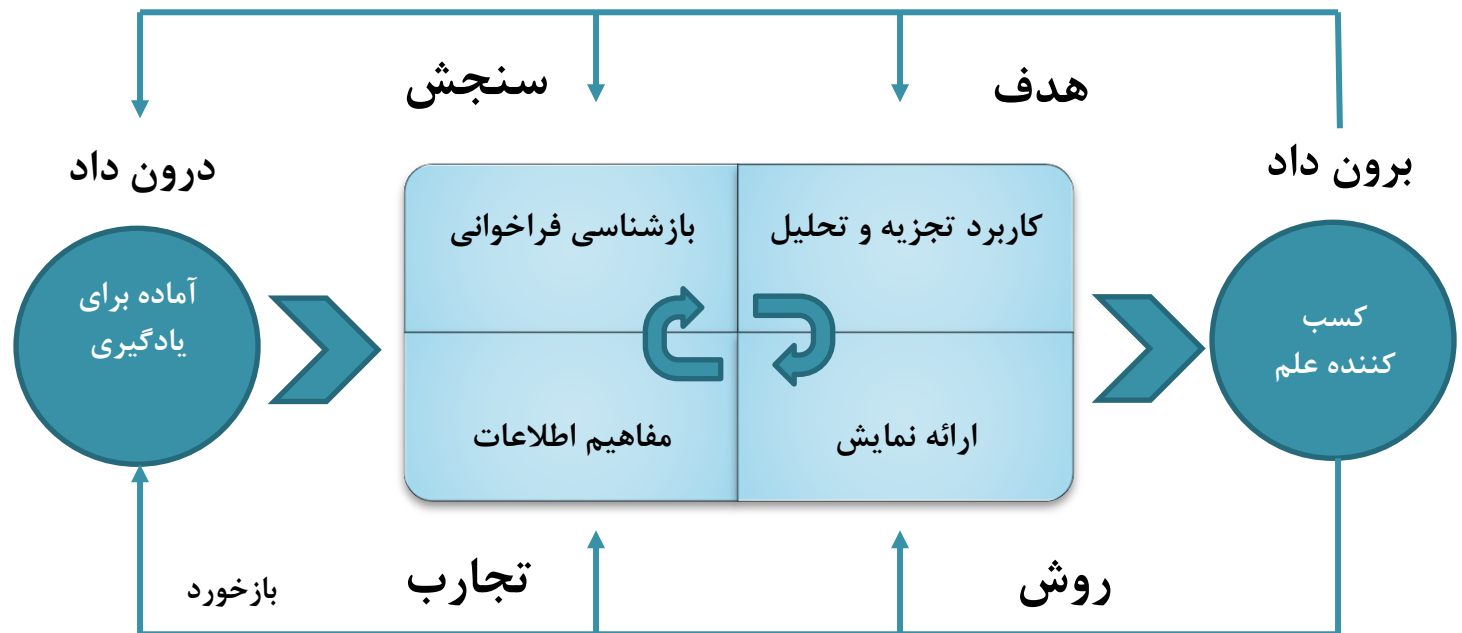 هدف
سنجش
برون داد
درون داد
کاربرد تجزیه و تحلیل
بازشناسی فراخوانی
کسب
کننده علم
آماده برای
یادگیری
ارائه نمایش
مفاهیم اطلاعات
روش
تجارب
بازخورد